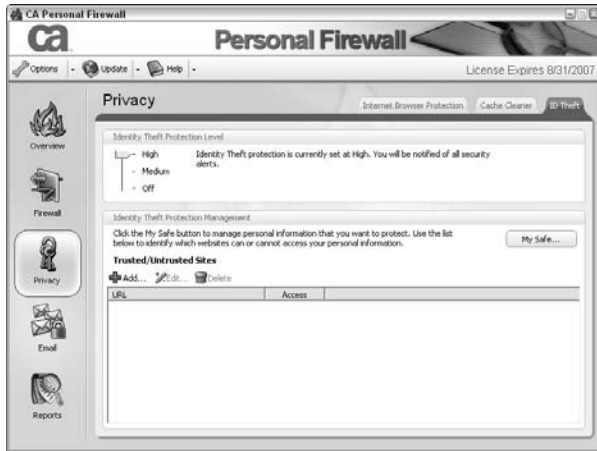 CA Personal Firewall
ca
Personal Firewall
Options
Update
Help
License Expires 8/31/2007
Overview
Firewall
Privacy
Email
Reports
Privacy
Internet Browser Protection
Cache Cleaner
ID Theft
Identity Theft Protection Level
High
Medium
Off
Identity Theft protection is currently set at High. You will be notified of all security
alerts.
Identity Theft Protection Management
Click the My Safe button to manage personal information that you want to protect. Use the list
below to identify which websites can or cannot access your personal information.
My Safe...
Trusted/Untrusted Sites
Add...
Edit...
Delete
URL
Access